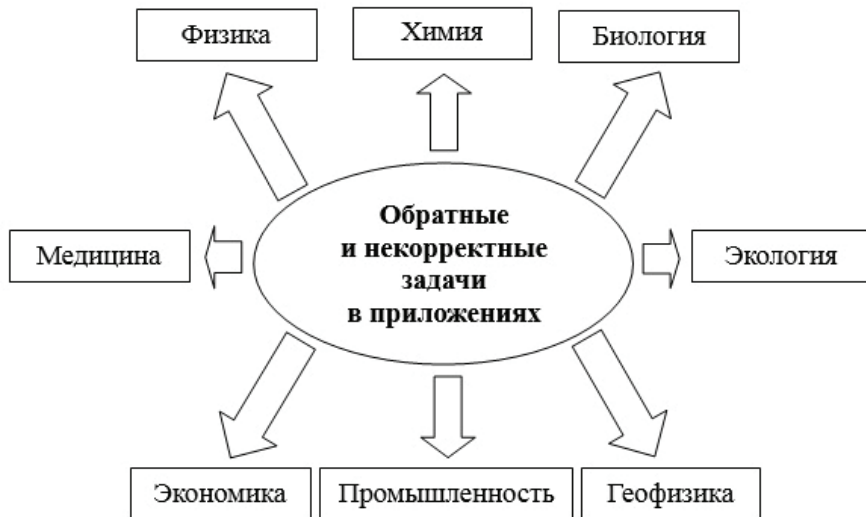 Физика
Химия
Биология
Обратные
и некорректные
задачи
в приложениях
Медицина
Экология
Экономика
Промышленность
Геофизика